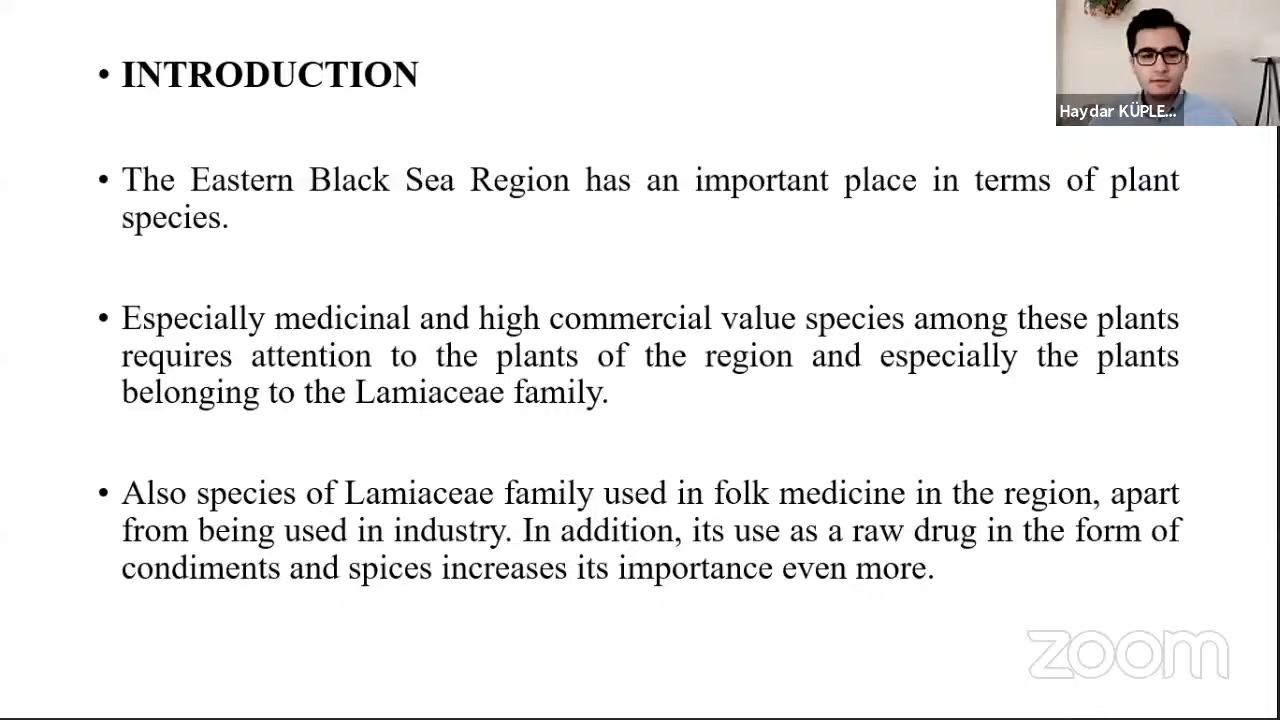 • INTRODUCTION
Haydar KÜPLE...
• The Eastern Black Sea Region has an important place in terms of plant
species.
• Especially medicinal and high commercial value species among these plants
requires attention to the plants of the region and especially the plants
belonging to the Lamiaceae family.
• Also species of Lamiaceae family used in folk medicine in the region, apart
from being used in industry. In addition, its use as a raw drug in the form of
condiments and spices increases its importance even more.
zoom